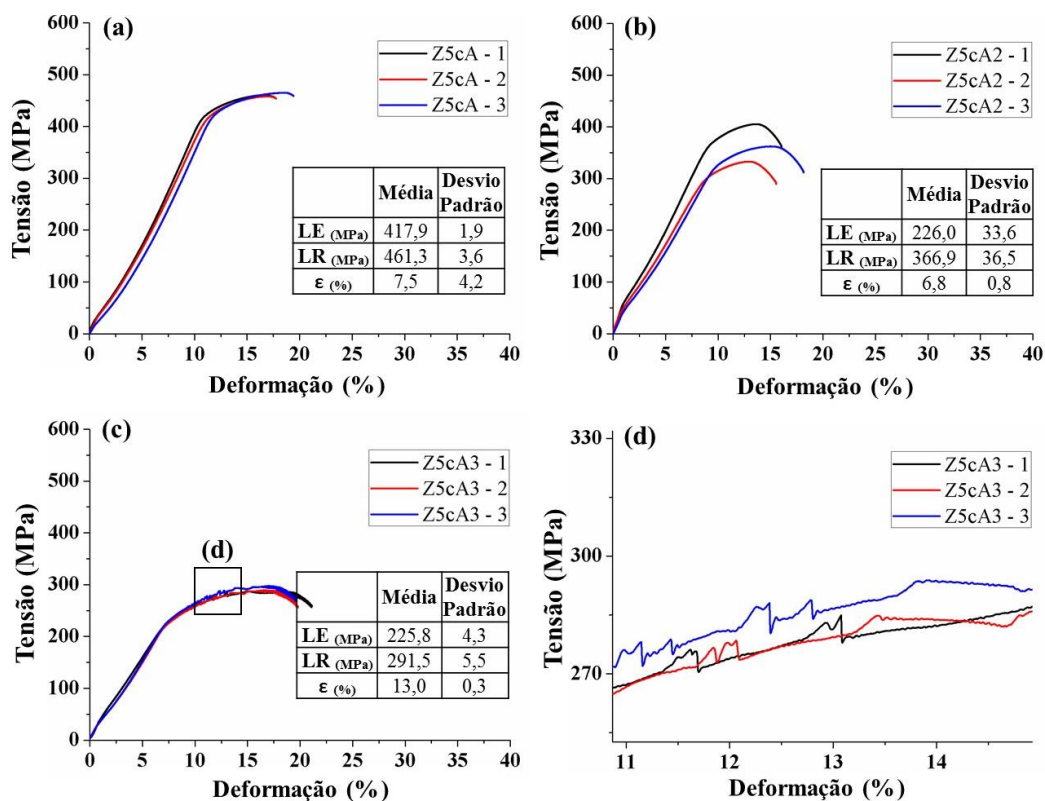 (a)
600
500
400
300
200
100
0
0 5 10 15 20 25 30 35 40
Tensão (MPa)
Deformação (%)
Z5cA - 1
Z5cA - 2
Z5cA - 3
Média Desvio Padrão
LE (MPa) 417,9 1,9
LR (MPa) 461,3 3,6
ε (%) 7,5 4,2
(b)
600
500
400
300
200
100
0
0 5 10 15 20 25 30 35 40
Tensão (MPa)
Deformação (%)
Z5cA2 - 1
Z5cA2 - 2
Z5cA2 - 3
Média Desvio Padrão
LE (MPa) 226,0 33,6
LR (MPa) 366,9 36,5
ε (%) 6,8 0,8
(c)
600
500
400
300
200
100
0
0 5 10 15 20 25 30 35 40
Tensão (MPa)
Deformação (%)
Z5cA3 - 1
Z5cA3 - 2
Z5cA3 - 3
(d)
Média Desvio Padrão
LE (MPa) 225,8 4,3
LR (MPa) 291,5 5,5
ε (%) 13,0 0,3
(d)
330
300
270
11 12 13 14
Tensão (MPa)
Deformação (%)
Z5cA3 - 1
Z5cA3 - 2
Z5cA3 - 3